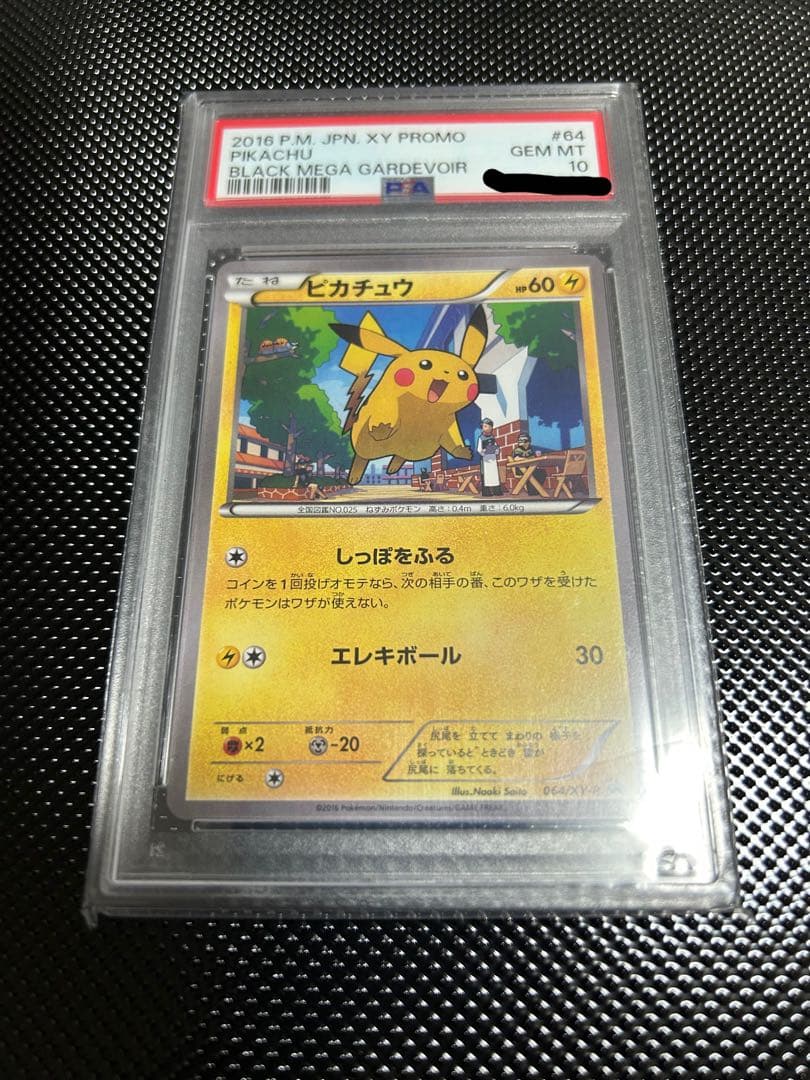 2016 P.M. JPN. XY PROMO #64
PIKACHU GEM MT
BLACK MEGA GARDEVOIR 10
PSA
たね ピカチュウ HP60
全国図鑑NO.025 ねずみポケモン 高さ:0.4m 重さ:6.0kg
しっぽをふる
コインを1回投げオモテなら、次の相手の番、このワザを受けた
ポケモンはワザが使えない。
エレキボール 30
弱点 抵抗力
×2 -20
にげる
尻尾を 立てて まわりの 様子を
探っていると ときどき 雷が
尻尾に 落ちてくる。
Illus.Naoki Saito 064/XY-P
©2016 Pokémon/Nintendo/Creatures/GAME FREAK